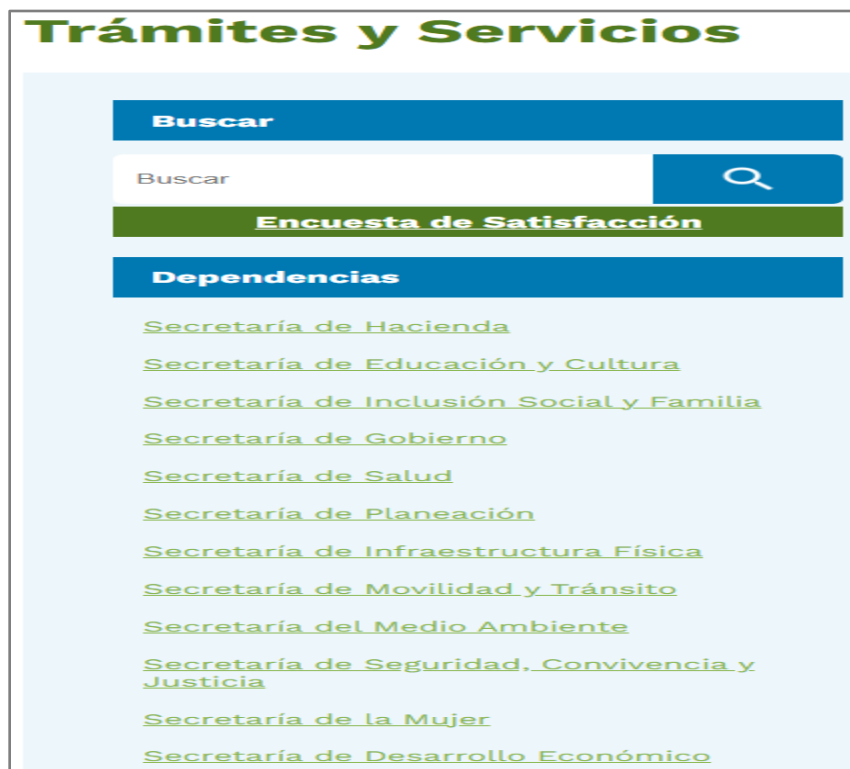 Trámites y Servicios
Buscar
Buscar
Encuesta de Satisfacción
Dependencias
Secretaría de Hacienda
Secretaría de Educación y Cultura
Secretaría de Inclusión Social y Familia
Secretaría de Gobierno
Secretaría de Salud
Secretaría de Planeación
Secretaría de Infraestructura Física
Secretaría de Movilidad y Tránsito
Secretaría del Medio Ambiente
Secretaría de Seguridad, Convivencia y
Justicia
Secretaría de la Mujer
Secretaría de Desarrollo Económico